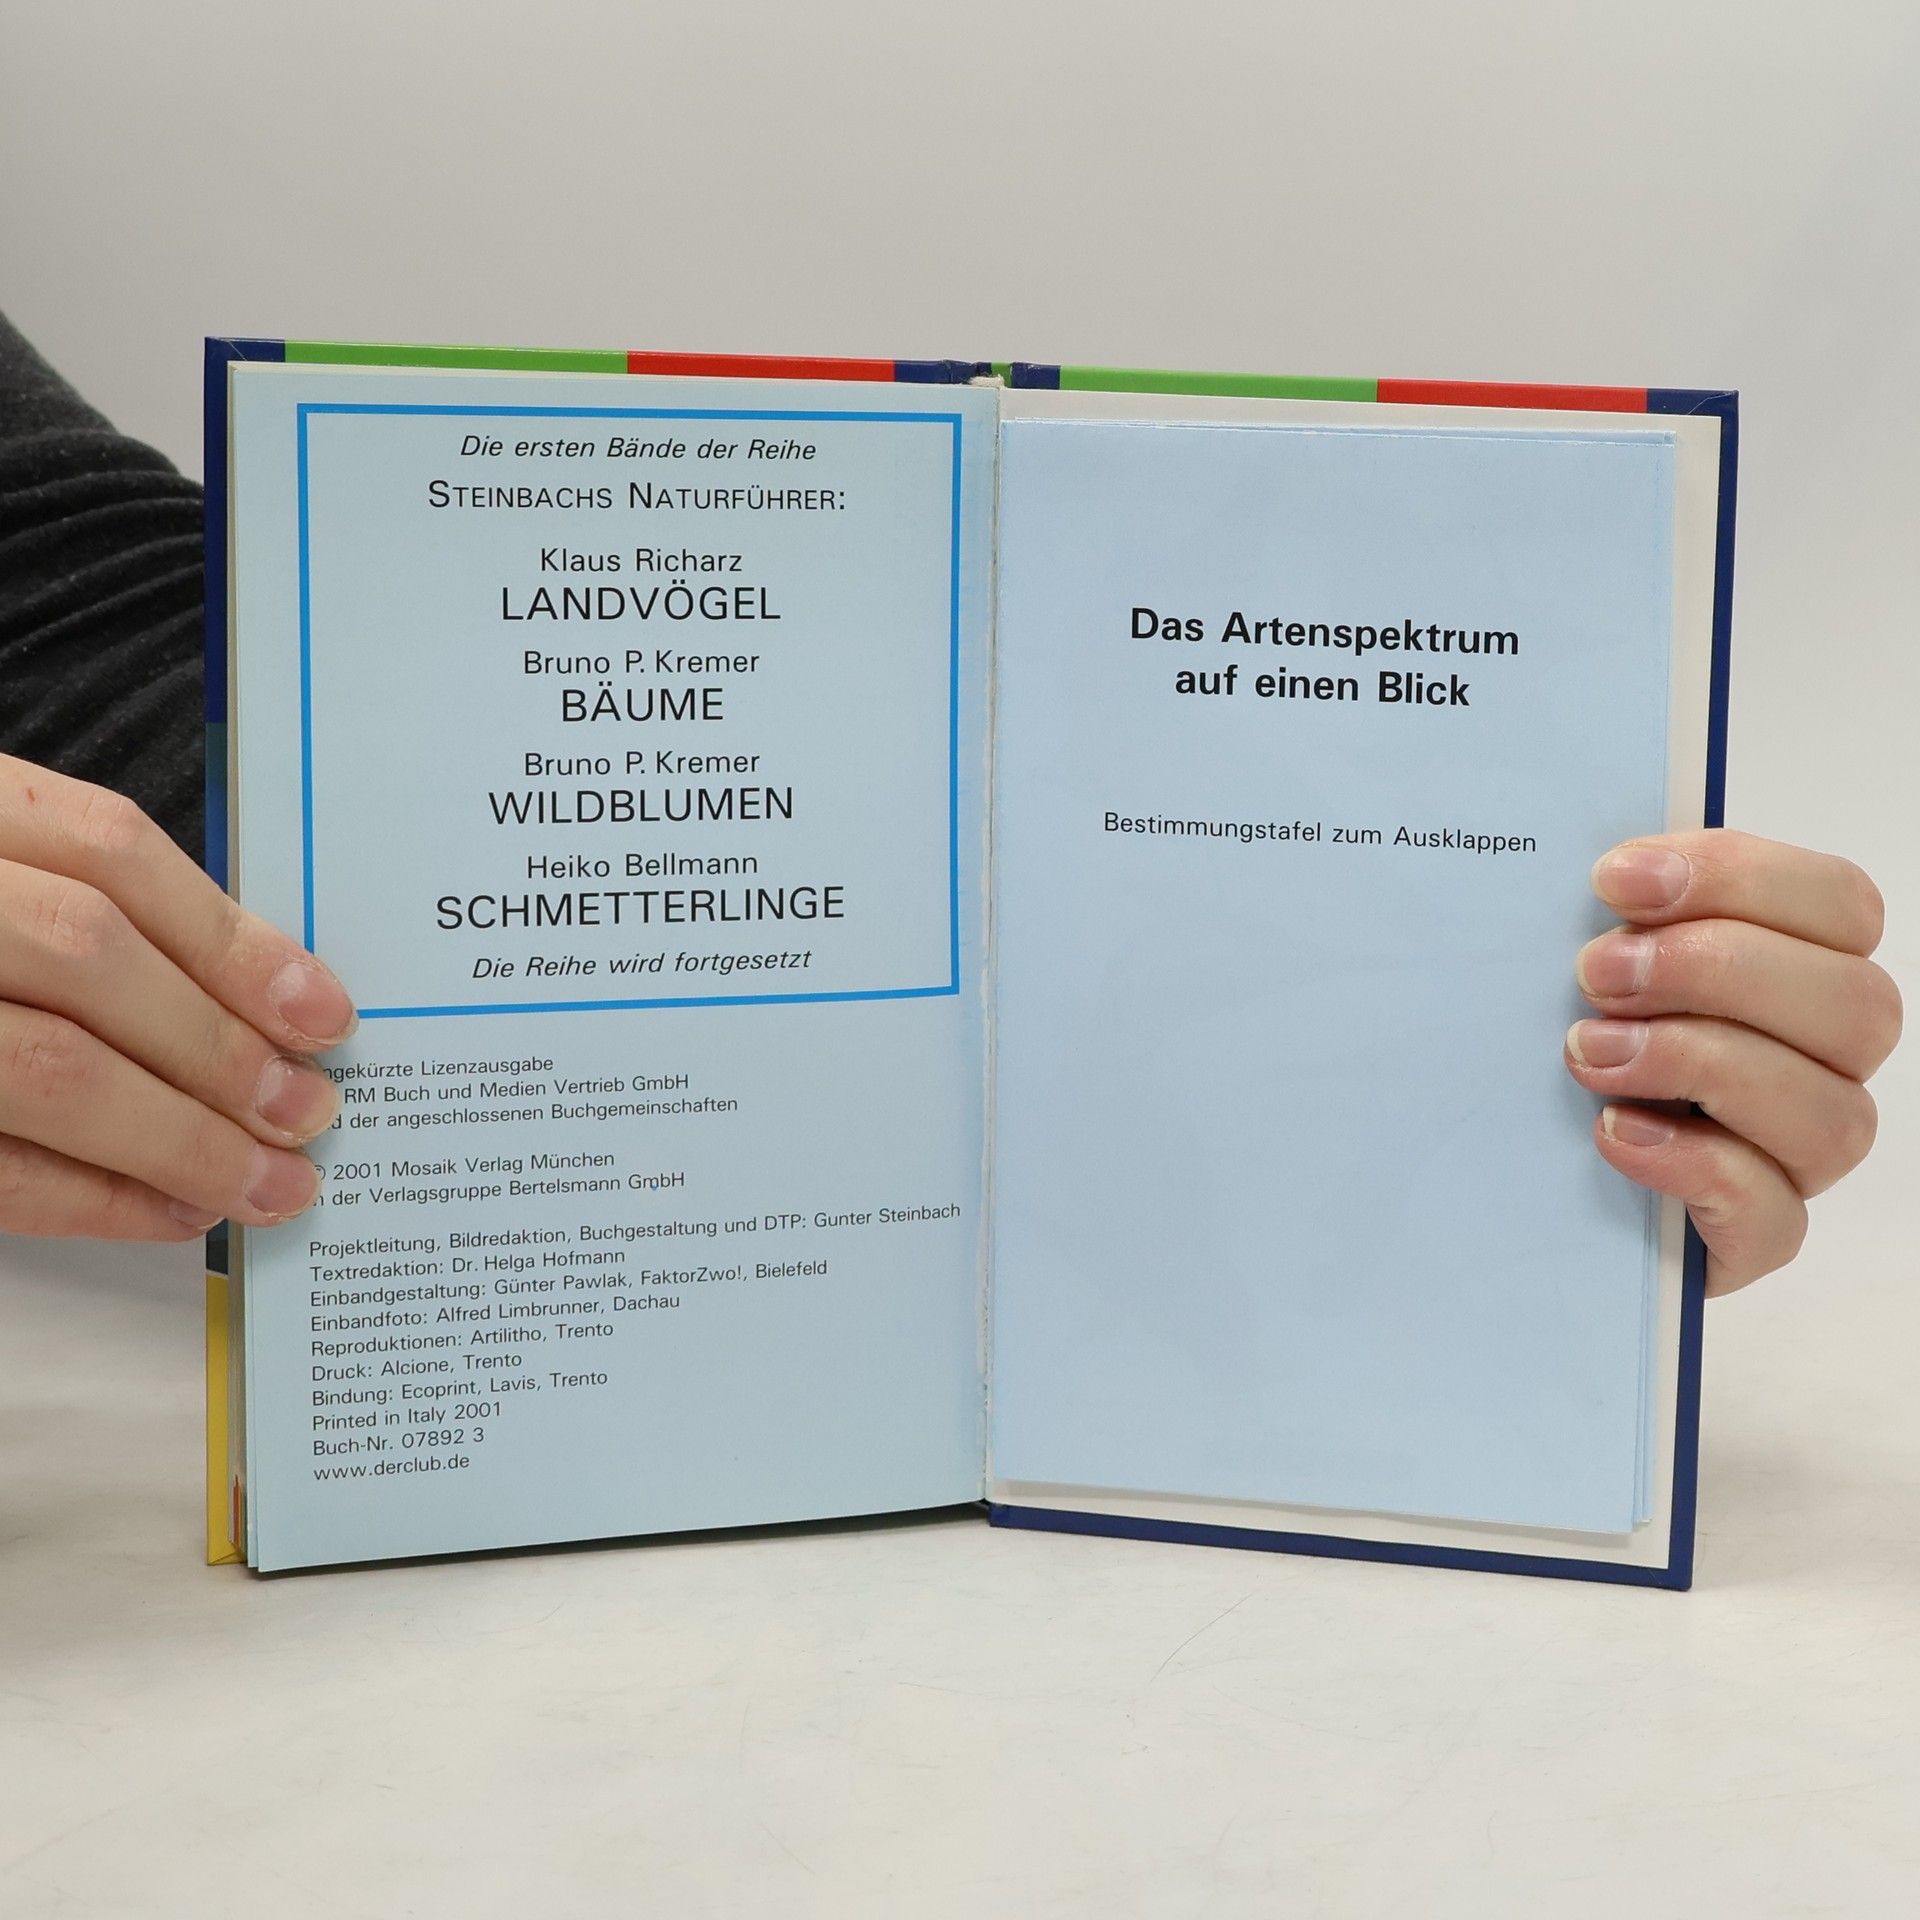 Die ersten Bände der Reihe
STEINBACHS NATURFÜHRER:
Klaus Richarz
LANDVÖGEL
Bruno P. Kremer
BÄUME
Bruno P. Kremer
WILDBLUMEN
Heiko Bellmann
SCHMETTERLINGE
Die Reihe wird fortgesetzt
Lizenzausgabe
RM Buch und Medien Vertrieb GmbH
der angeschlossenen Buchgemeinschaften
© 2001 Mosaik Verlag München
der Verlagsgruppe Bertelsmann GmbH
Projektleitung, Bildredaktion, Buchgestaltung und DTP: Gunter Steinbach
Textredaktion: Dr. Helga Hofmann
Einbandgestaltung: Günter Pawlak, FaktorZwo!, Bielefeld
Einbandfoto: Alfred Limbrunner, Dachau
Reproduktionen: Artilitho, Trento
Druck: Alcione, Trento
Bindung: Ecoprint, Lavis, Trento
Printed in Italy 2001
Buch-Nr. 07892 3
www.derclub.de
Das Artenspektrum
auf einen Blick
Bestimmungstafel zum Ausklappen